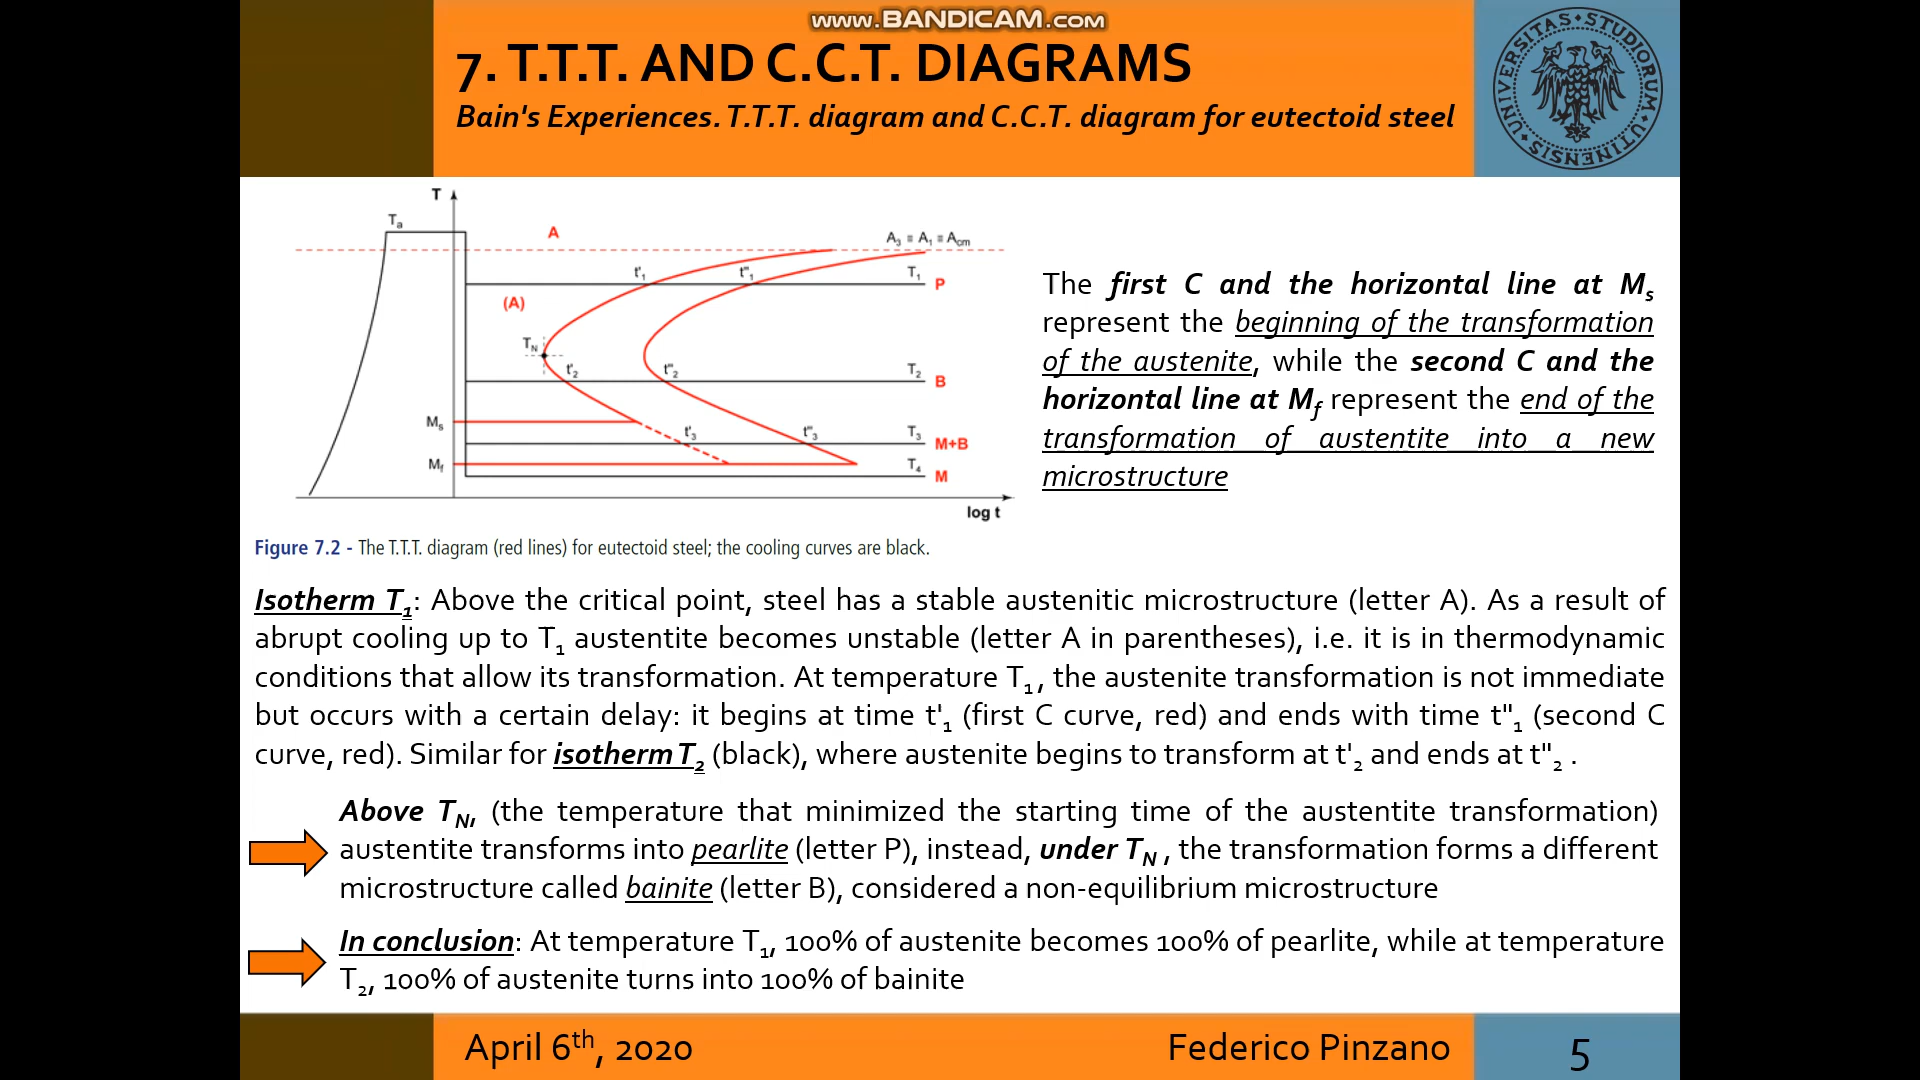 www.BANDICAM.com
7. T.T.T. AND C.C.T. DIAGRAMS
Bain's Experiences. T.T.T. diagram and C.C.T. diagram for eutectoid steel
UNIVERSITAS STUDIORUM UTINENSIS
T
Ta
A
A3 ≡ A1 ≡ Acm
t'1
t"1
T1
P
(A)
TN
t'2
t"2
T2
B
Ms
t'3
t"3
T3
M+B
Mf
T4
M
log t
Figure 7.2 - The T.T.T. diagram (red lines) for eutectoid steel; the cooling curves are black.
The first C and the horizontal line at Ms
represent the beginning of the transformation
of the austenite, while the second C and the
horizontal line at Mf represent the end of the
transformation of austentite into a new
microstructure
Isotherm T1: Above the critical point, steel has a stable austenitic microstructure (letter A). As a result of
abrupt cooling up to T1 austentite becomes unstable (letter A in parentheses), i.e. it is in thermodynamic
conditions that allow its transformation. At temperature T1, the austenite transformation is not immediate
but occurs with a certain delay: it begins at time t'1 (first C curve, red) and ends with time t"1 (second C
curve, red). Similar for isotherm T2 (black), where austenite begins to transform at t'2 and ends at t"2 .
Above TN, (the temperature that minimized the starting time of the austentite transformation)
austentite transforms into pearlite (letter P), instead, under TN , the transformation forms a different
microstructure called bainite (letter B), considered a non-equilibrium microstructure
In conclusion: At temperature T1, 100% of austenite becomes 100% of pearlite, while at temperature
T2, 100% of austenite turns into 100% of bainite
April 6th, 2020
Federico Pinzano
5